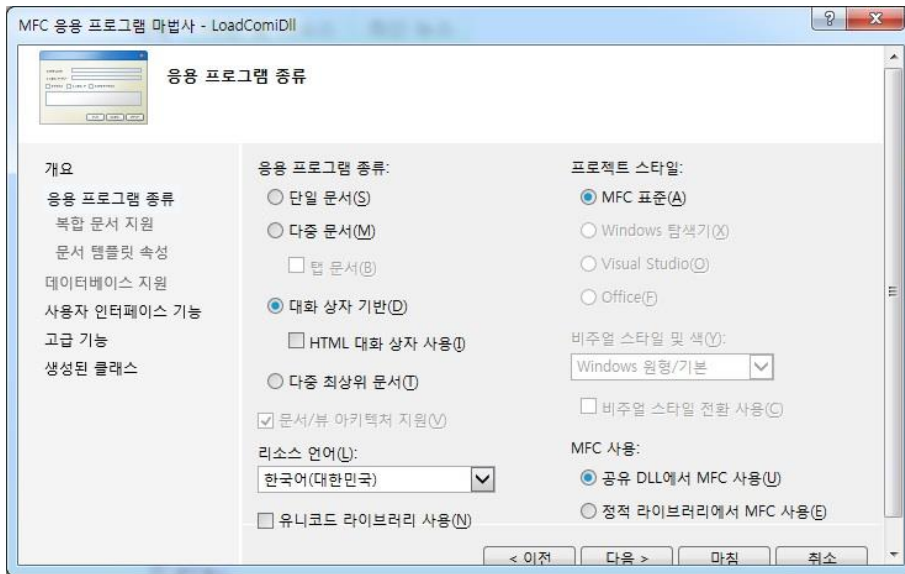 MFC 응용 프로그램 마법사 - LoadComiDll
응용 프로그램 종류
개요
응용 프로그램 종류
복합 문서 지원
문서 템플릿 속성
데이터베이스 지원
사용자 인터페이스 기능
고급 기능
생성된 클래스
응용 프로그램 종류:
단일 문서(S)
다중 문서(M)
탭 문서(B)
대화 상자 기반(D)
HTML 대화 상자 사용(I)
다중 최상위 문서(T)
문서/뷰 아키텍처 지원(V)
리소스 언어(L):
한국어(대한민국)
유니코드 라이브러리 사용(N)
프로젝트 스타일:
MFC 표준(A)
Windows 탐색기(X)
Visual Studio(O)
Office(F)
비주얼 스타일 및 색(Y):
Windows 원형/기본
비주얼 스타일 전환 사용(C)
MFC 사용:
공유 DLL에서 MFC 사용(U)
정적 라이브러리에서 MFC 사용(E)
< 이전
다음 >
마침
취소